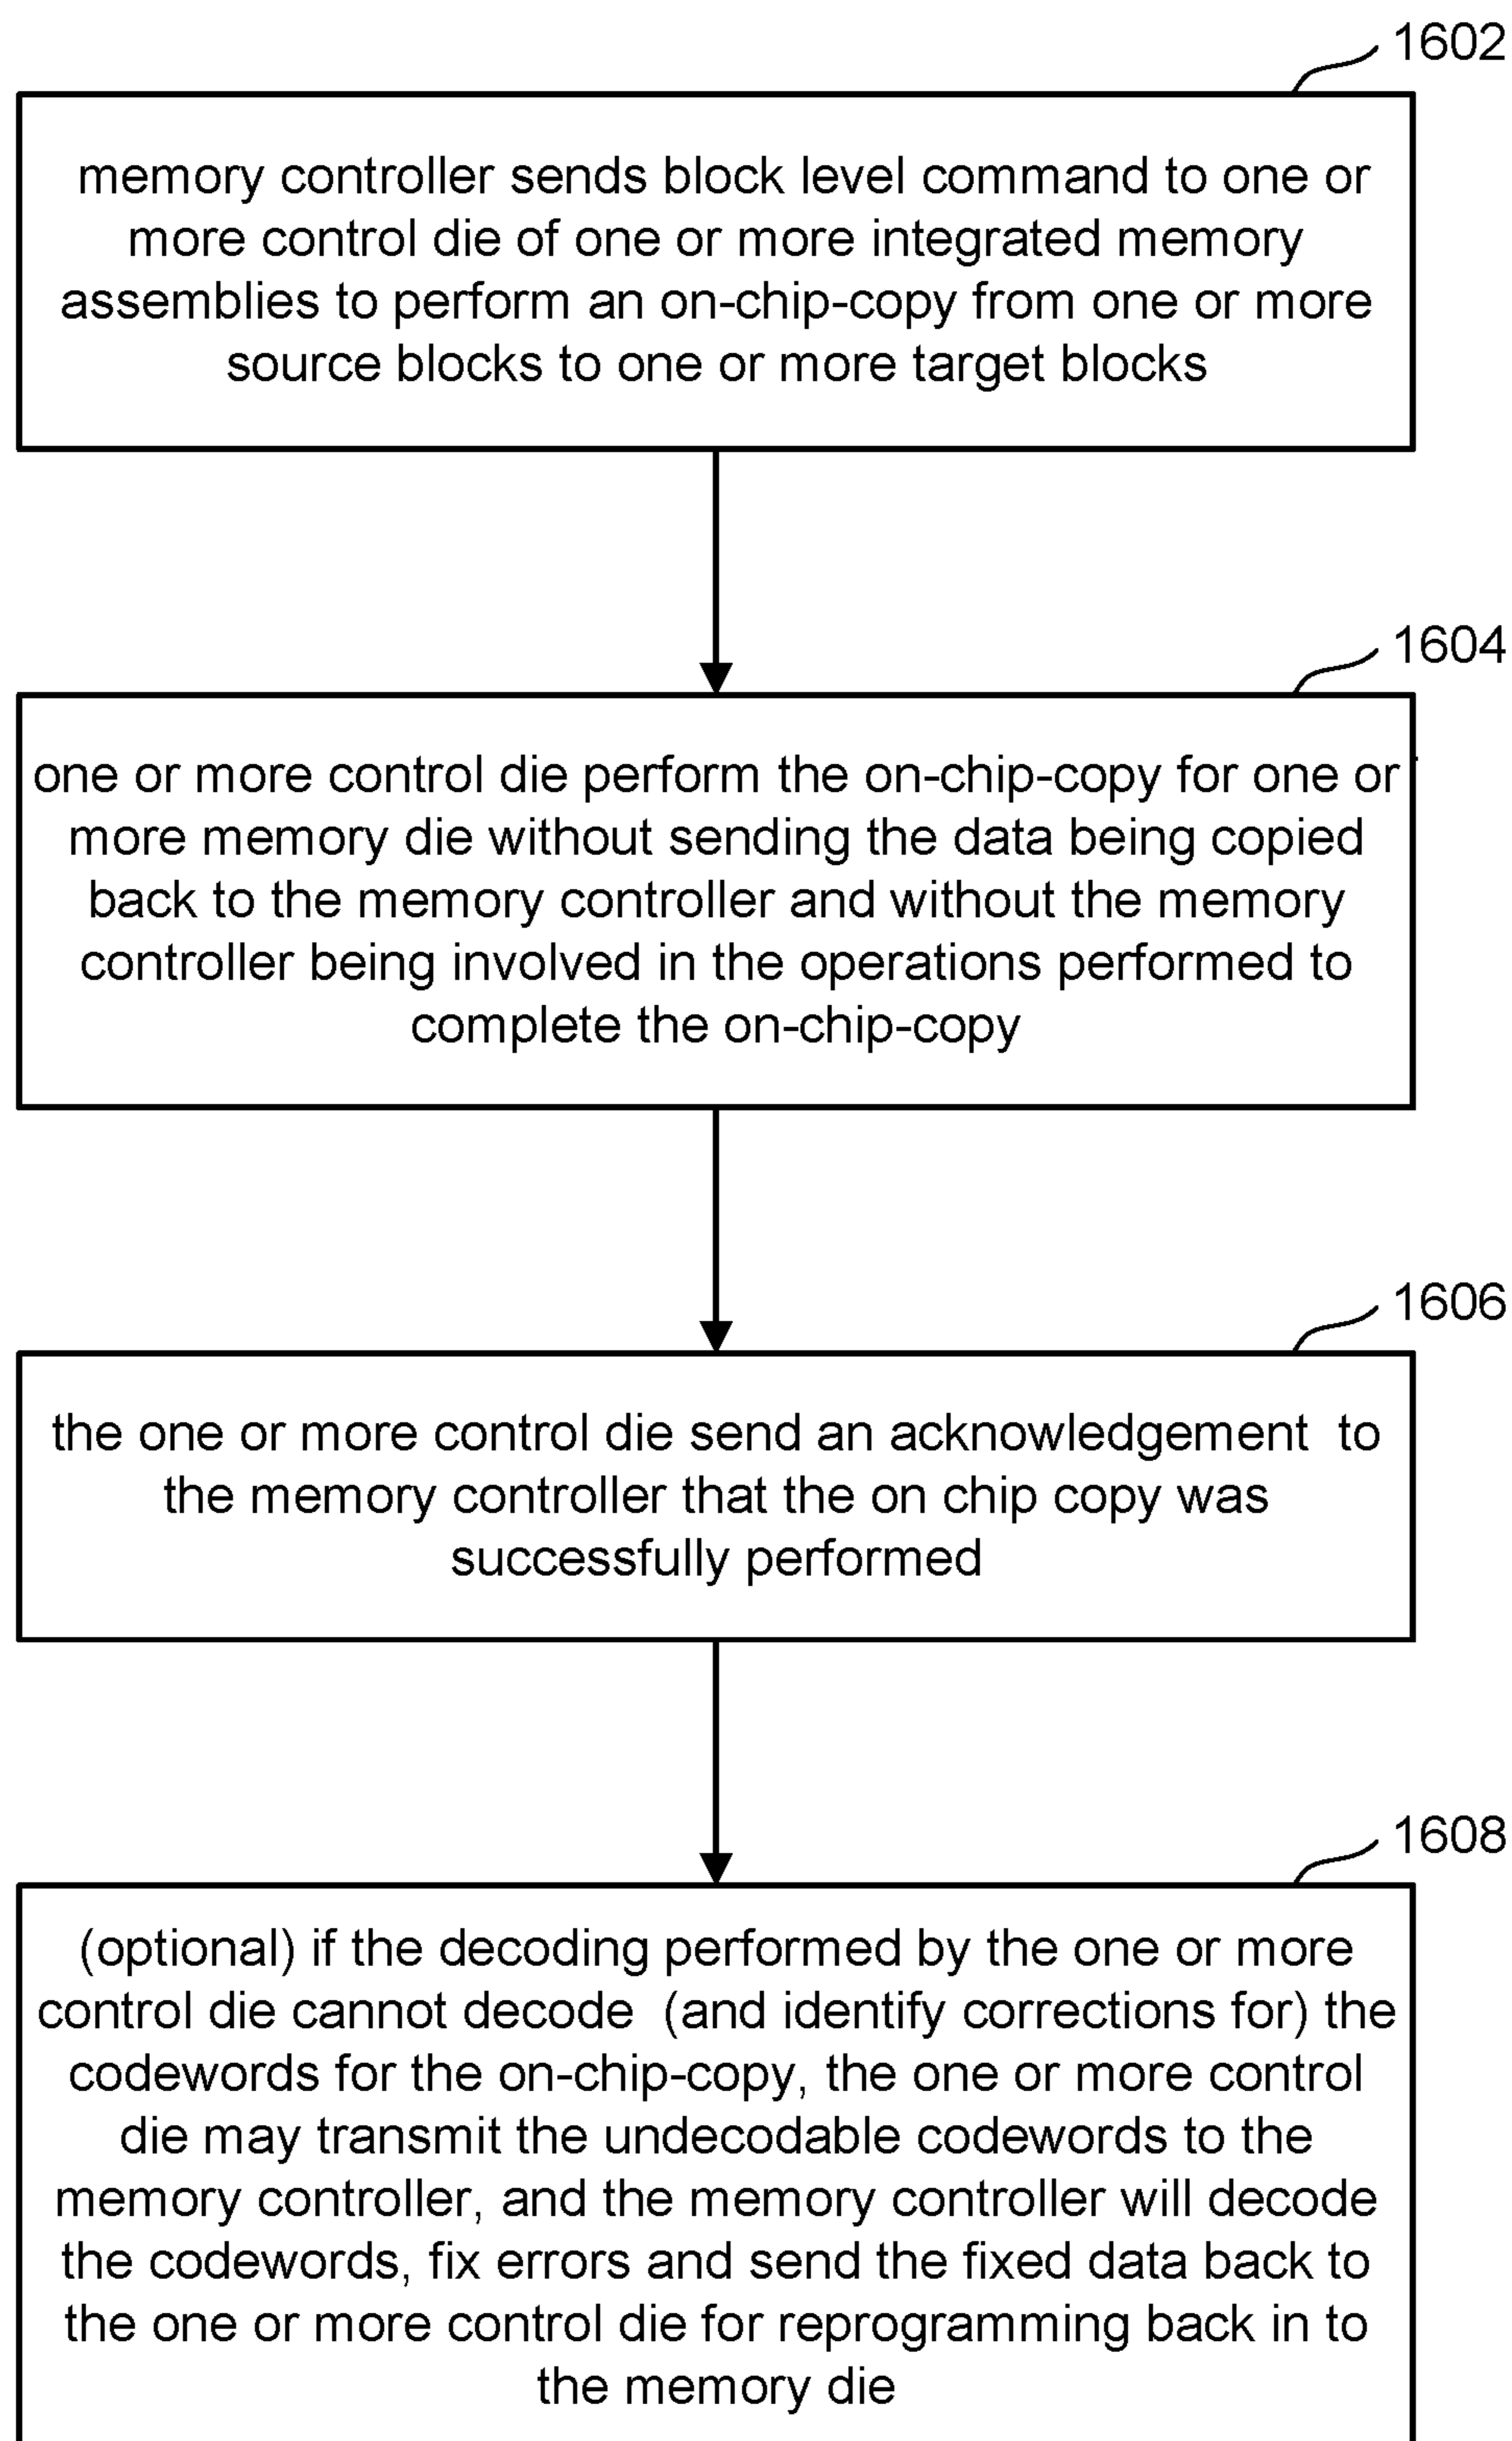 1602
memory controller sends block level command to one or
more control die of one or more integrated memory
assemblies to perform an on-chip-copy from one or more
source blocks to one or more target blocks
1604
one or more control die perform the on-chip-copy for one or
more memory die without sending the data being copied
back to the memory controller and without the memory
controller being involved in the operations performed to
complete the on-chip-copy
1606
the one or more control die send an acknowledgement to
the memory controller that the on chip copy was
successfully performed
1608
(optional) if the decoding performed by the one or more
control die cannot decode (and identify corrections for) the
codewords for the on-chip-copy, the one or more control
die may transmit the undecodable codewords to the
memory controller, and the memory controller will decode
the codewords, fix errors and send the fixed data back to
the one or more control die for reprogramming back in to
the memory die